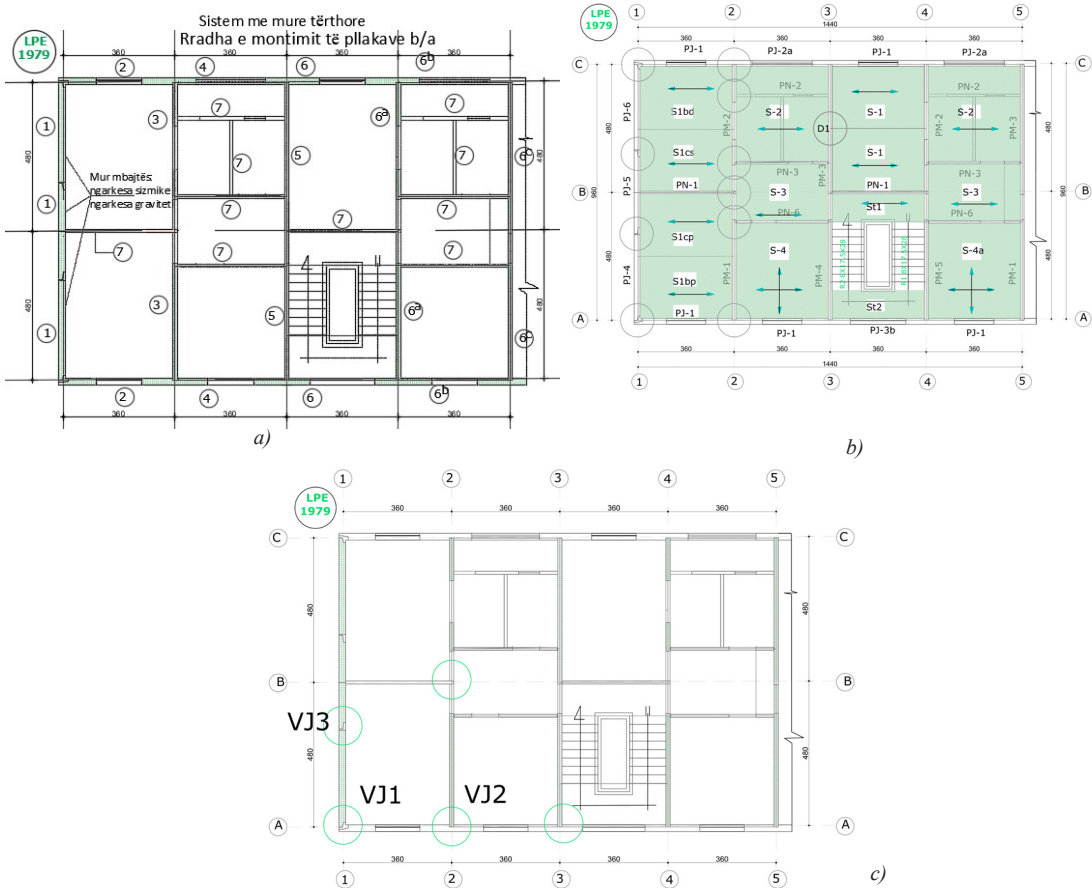 Sistem me mure tërthore
Rradha e montimit të pllakave b/a
LPE
1979
360 360 360 360
2 4 6 6b
1 3 7 6a 7
480 7 5 7 6c 480
Mur mbajtës:
ngarkesa sizmike
ngarkesa gravitet
1 7 7 7
7 7 7
480 3 5 6a 480
1 6c
2 4 6 6b
360 360 360 360
a)
LPE
1979
1 2 3 4 5
1440
360 360 360 360
PJ-1 PJ-2a PJ-1 PJ-2a
C C
PN-2 PN-2
PJ-6 S1bd S-2 S-1 S-2
480 PM-2 D1 PM-2 PM-3 480
S1cs S-1
PJ-5 PN-1 PN-3 PM-3 PN-1 PN-3
B 960 960 B
S-3 St1 S-3
PN-6 PN-6
S1cp S-4 S-4a
480 PJ-4 PM-1 PM-4 R2 8X17.5X28 R1 8X17.5X28 PM-5 PM-1 480
S1bp St2
PJ-1
A A
PJ-1 PJ-3b PJ-1
360 360 360 360
1440
1 2 3 4 5
b)
1 2 3 4 5
LPE
1979
360 360 360 360
C C
480 480
B B
VJ3
480 480
VJ1 VJ2
A A
360 360 360 360
1 2 3 4 5
c)